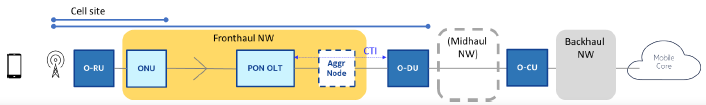 Cell site
Fronthaul NW
CTI
(Midhaul
NW)
Backhaul
NW
O-RU
ONU
PON OLT
Aggr
Node
O-DU
O-CU
Mobile
Core